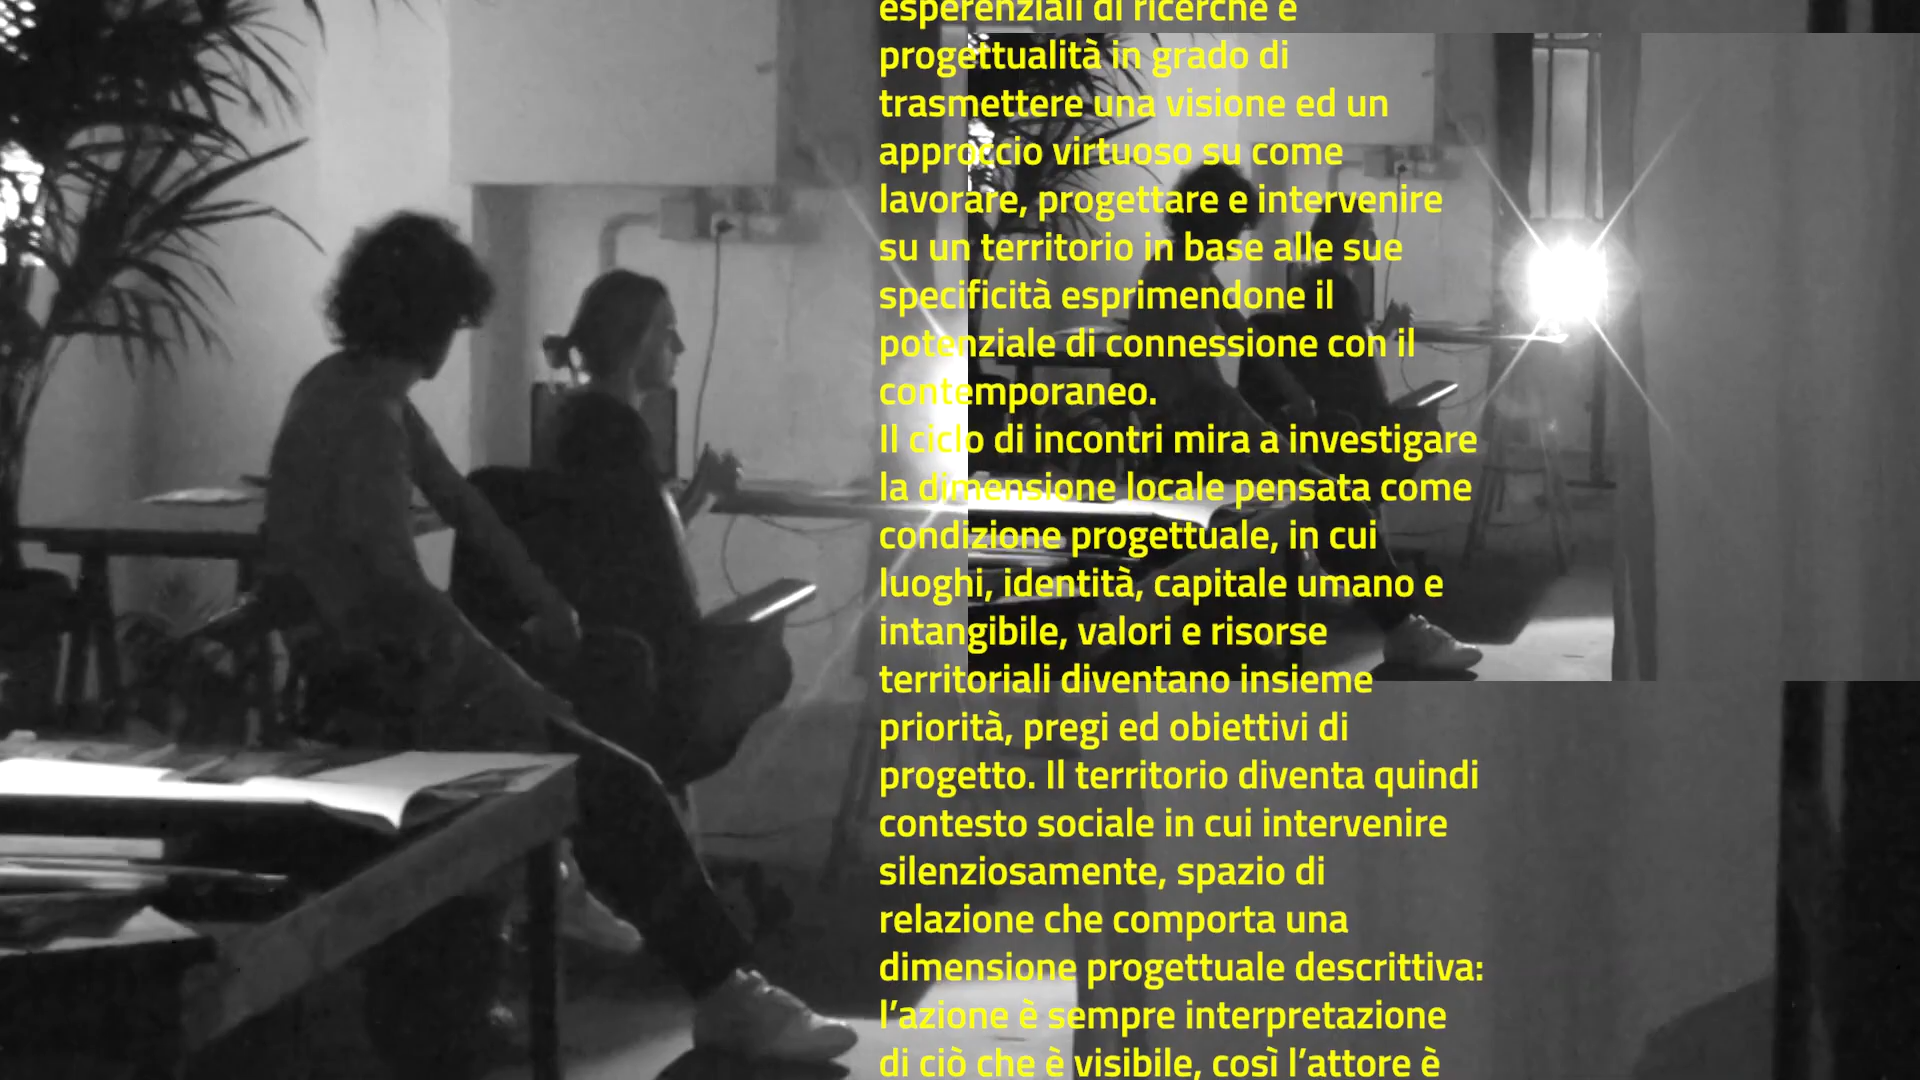 esperenziali di ricerche e
progettualità in grado di
trasmettere una visione ed un
approccio virtuoso su come
lavorare, progettare e intervenire
su un territorio in base alle sue
specificità esprimendone il
potenziale di connessione con il
contemporaneo.
Il ciclo di incontri mira a investigare
la dimensione locale pensata come
condizione progettuale, in cui
luoghi, identità, capitale umano e
intangibile, valori e risorse
territoriali diventano insieme
priorità, pregi ed obiettivi di
progetto. Il territorio diventa quindi
contesto sociale in cui intervenire
silenziosamente, spazio di
relazione che comporta una
dimensione progettuale descrittiva:
l’azione è sempre interpretazione
di ciò che è visibile, così l’attore è